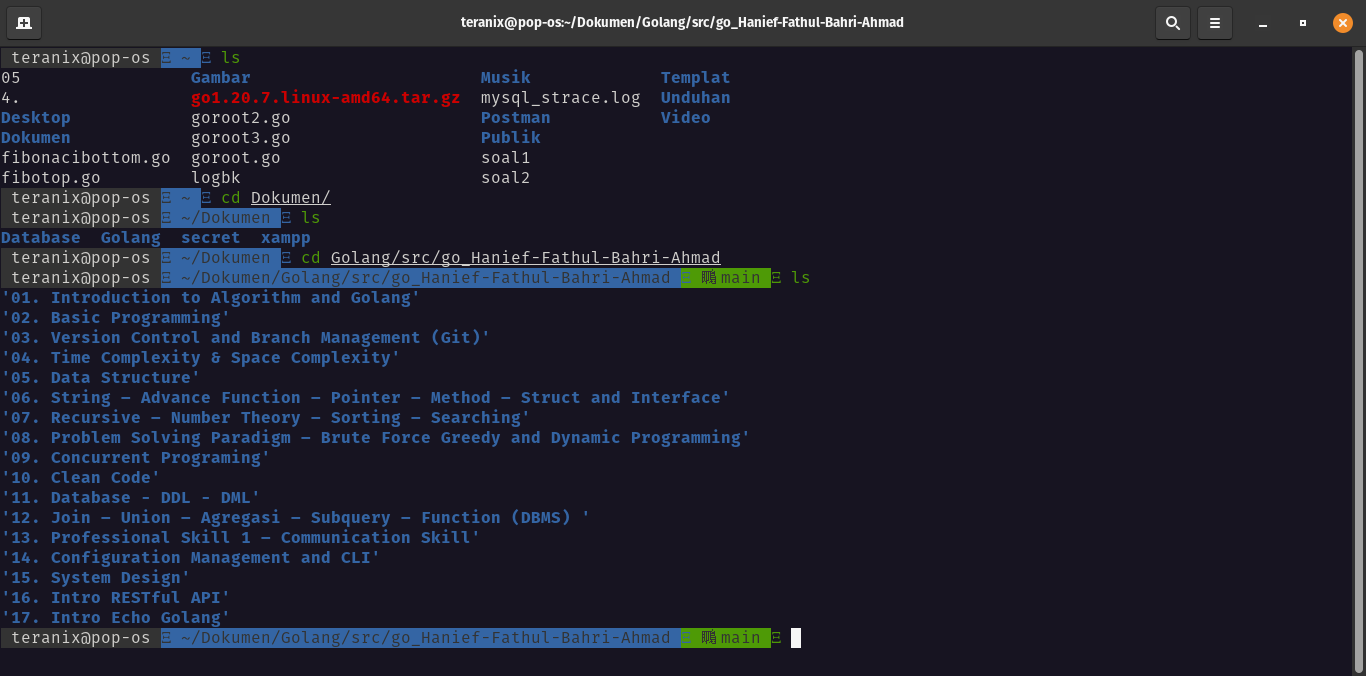 teranix@pop-os:~/Dokumen/Golang/src/go_Hanief-Fathul-Bahri-Ahmad
teranix@pop-os Ξ ~ Ξ ls
05 Gambar Musik Templat
4. go1.20.7.linux-amd64.tar.gz mysql_strace.log Unduhan
Desktop goroot2.go Postman Video
Dokumen goroot3.go Publik
fibonacibottom.go goroot.go soal1
fibotop.go logbk soal2
teranix@pop-os Ξ ~ Ξ cd Dokumen/
teranix@pop-os Ξ ~/Dokumen Ξ ls
Database Golang secret xampp
teranix@pop-os Ξ ~/Dokumen Ξ cd Golang/src/go_Hanief-Fathul-Bahri-Ahmad
teranix@pop-os Ξ ~/Dokumen/Golang/src/go_Hanief-Fathul-Bahri-Ahmad Ξ main Ξ ls
'01. Introduction to Algorithm and Golang'
'02. Basic Programming'
'03. Version Control and Branch Management (Git)'
'04. Time Complexity & Space Complexity'
'05. Data Structure'
'06. String – Advance Function – Pointer – Method – Struct and Interface'
'07. Recursive – Number Theory – Sorting – Searching'
'08. Problem Solving Paradigm – Brute Force Greedy and Dynamic Programming'
'09. Concurrent Programing'
'10. Clean Code'
'11. Database - DDL - DML'
'12. Join – Union – Agregasi – Subquery – Function (DBMS) '
'13. Professional Skill 1 – Communication Skill'
'14. Configuration Management and CLI'
'15. System Design'
'16. Intro RESTful API'
'17. Intro Echo Golang'
teranix@pop-os Ξ ~/Dokumen/Golang/src/go_Hanief-Fathul-Bahri-Ahmad Ξ main Ξ